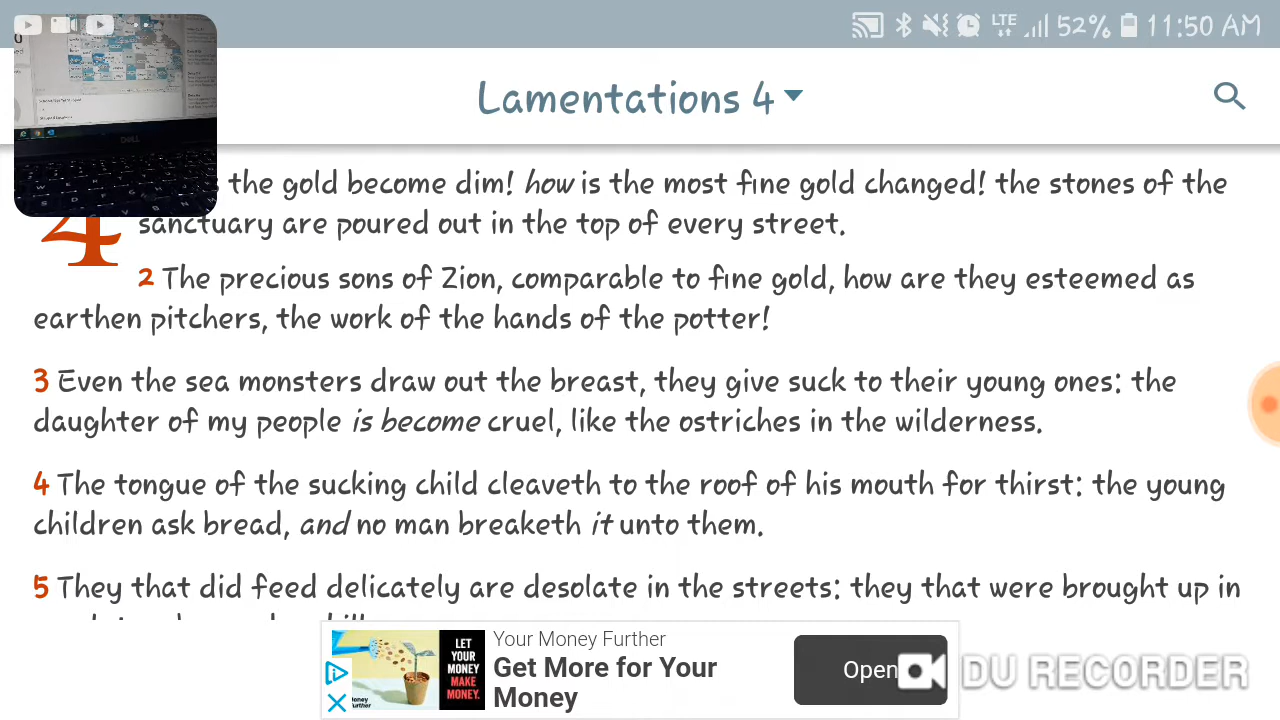 LTE 52% 11:50 AM
Lamentations 4
the gold become dim! how is the most fine gold changed! the stones of the
4 sanctuary are poured out in the top of every street.
2 The precious sons of Zion, comparable to fine gold, how are they esteemed as
earthen pitchers, the work of the hands of the potter!
3 Even the sea monsters draw out the breast, they give suck to their young ones: the
daughter of my people is become cruel, like the ostriches in the wilderness.
4 The tongue of the sucking child cleaveth to the roof of his mouth for thirst: the young
children ask bread, and no man breaketh it unto them.
5 They that did feed delicately are desolate in the streets: they that were brought up in
LET
YOUR
MONEY
MAKE
MONEY.
Your Money Further
Get More for Your
Money
Open
DU RECORDER
DELL